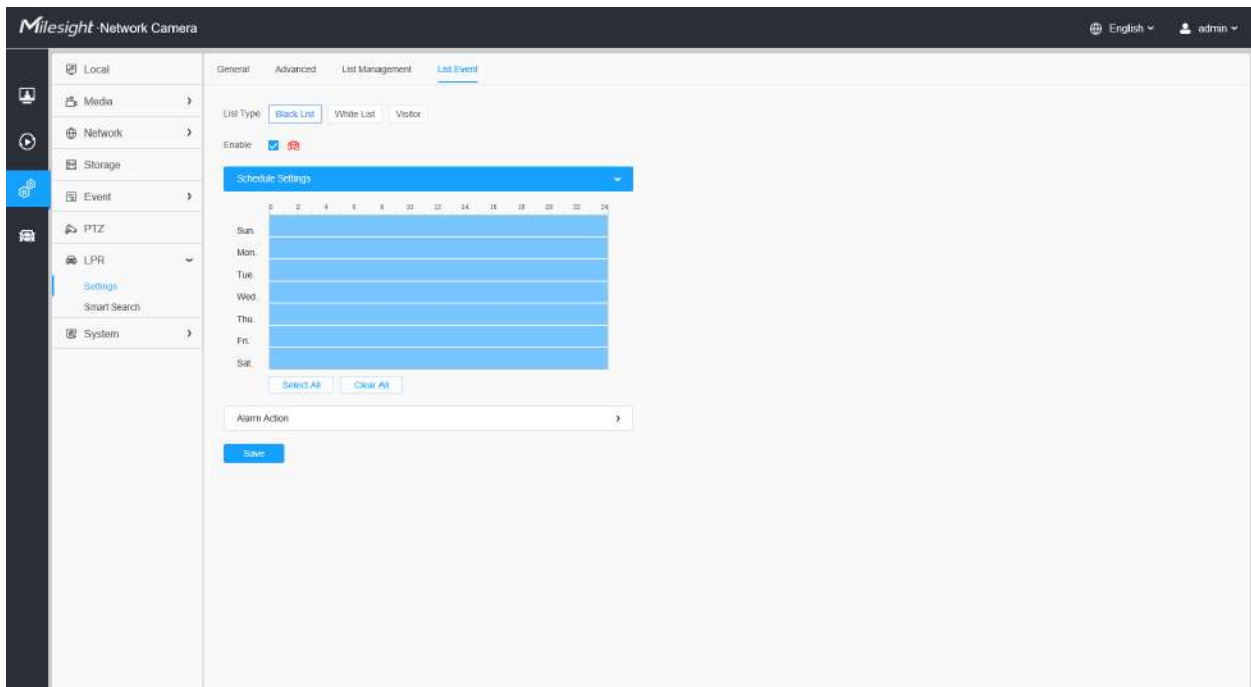 Milesight - Network Camera
English
admin
Local
Media
Network
Storage
Event
PTZ
LPR
Settings
Smart Search
System
General Advanced List Management List Event
List Type Black List White List Visitor
Enable
Schedule Settings
0 2 4 6 8 10 12 14 16 18 20 22 24
Sun.
Mon.
Tue.
Wed.
Thu.
Fri.
Sat.
Select All Clear All
Alarm Action
Save